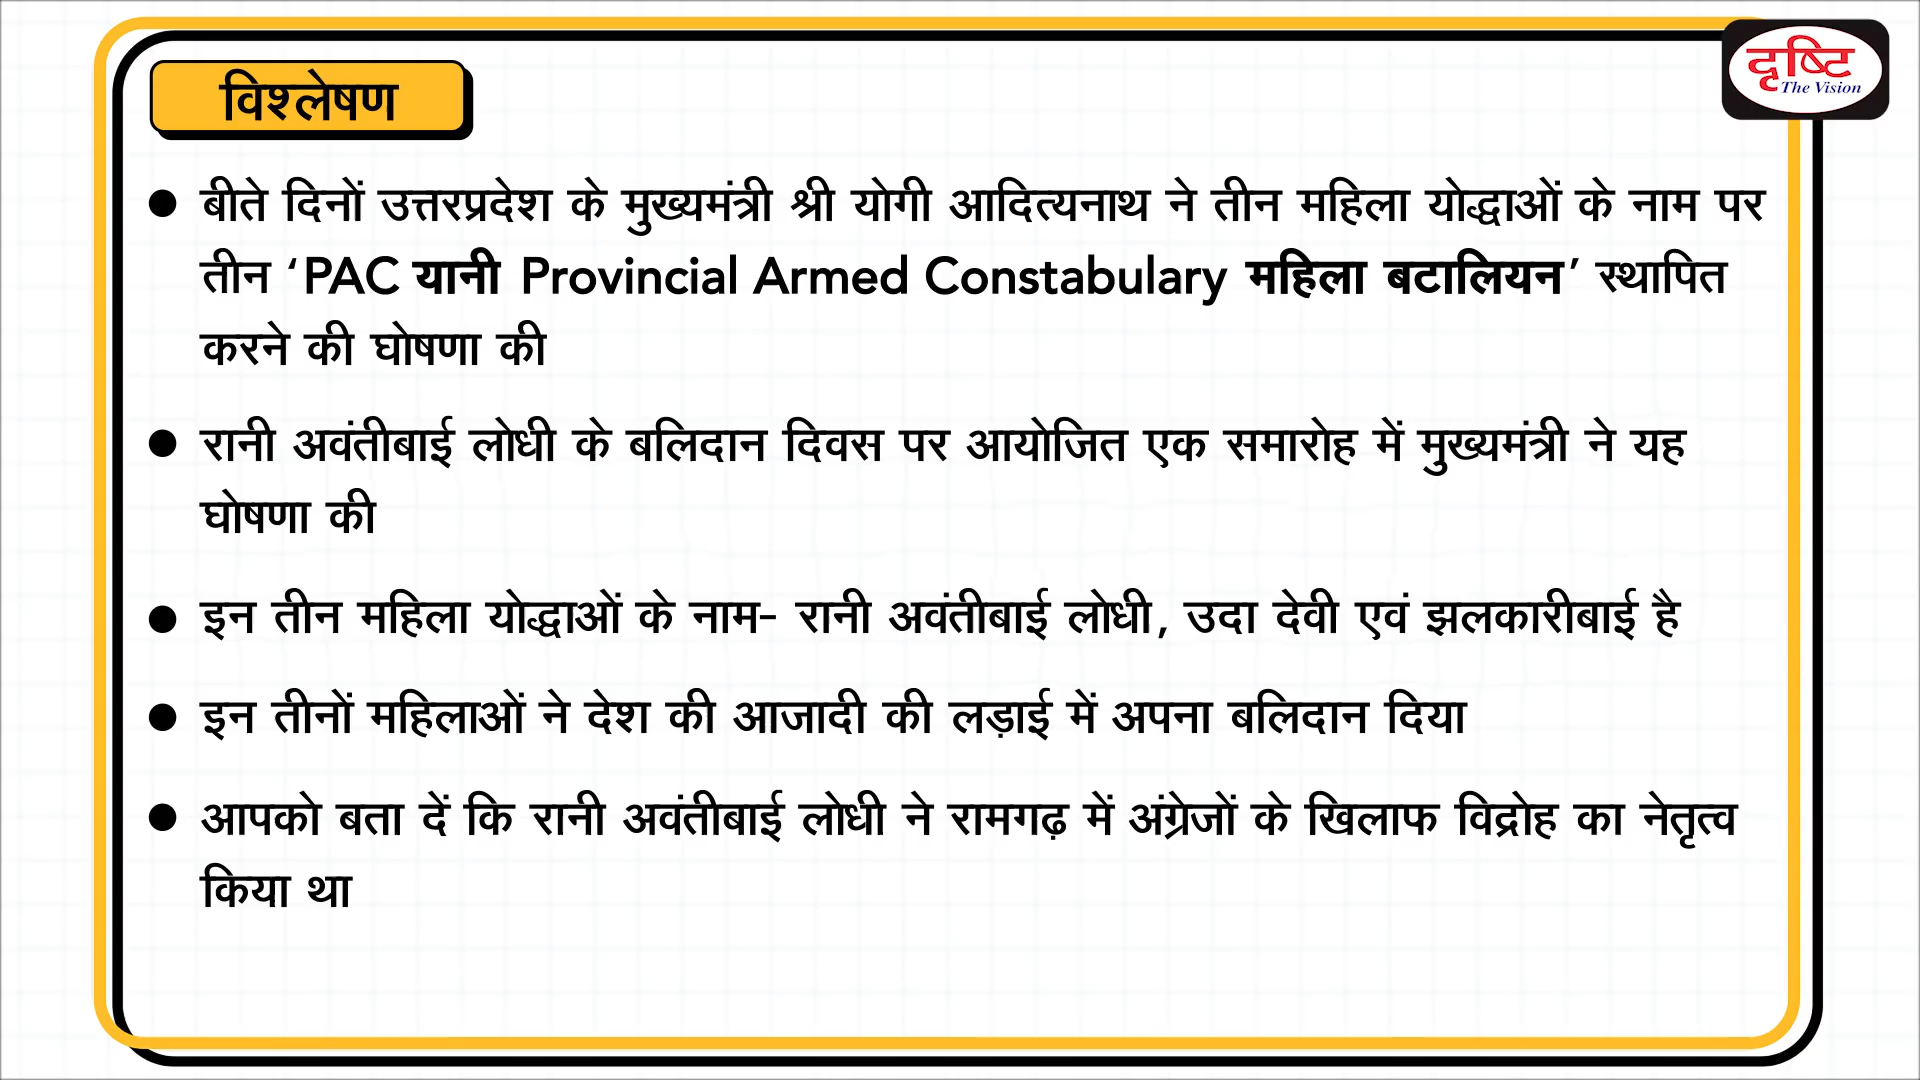 दृष्टि
The Vision
विश्लेषण
● बीते दिनों उत्तरप्रदेश के मुख्यमंत्री श्री योगी आदित्यनाथ ने तीन महिला योद्धाओं के नाम पर
तीन ‘PAC यानी Provincial Armed Constabulary महिला बटालियन’ स्थापित
करने की घोषणा की
● रानी अवंतीबाई लोधी के बलिदान दिवस पर आयोजित एक समारोह में मुख्यमंत्री ने यह
घोषणा की
● इन तीन महिला योद्धाओं के नाम- रानी अवंतीबाई लोधी, उदा देवी एवं झलकारीबाई है
● इन तीनों महिलाओं ने देश की आजादी की लड़ाई में अपना बलिदान दिया
● आपको बता दें कि रानी अवंतीबाई लोधी ने रामगढ़ में अंग्रेजों के खिलाफ विद्रोह का नेतृत्व
किया था